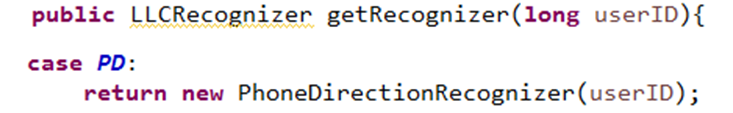 public LLCRecognizer getRecognizer(long userID){
case PD:
return new PhoneDirectionRecognizer(userID);